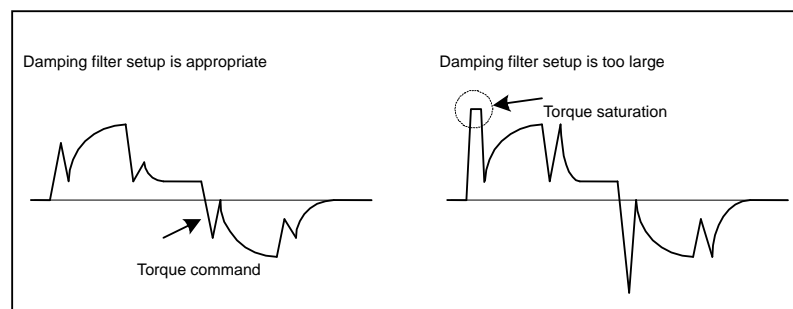 Damping filter setup is appropriate
Torque command
Damping filter setup is too large
Torque saturation